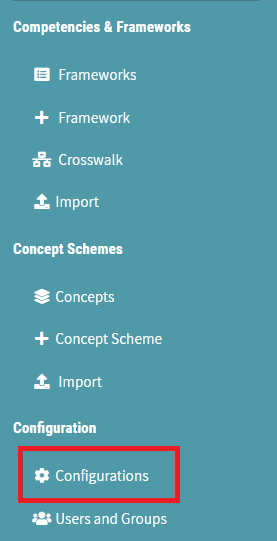 Competencies & Frameworks
Frameworks
Framework
Crosswalk
Import
Concept Schemes
Concepts
Concept Scheme
Import
Configuration
Configurations
Users and Groups